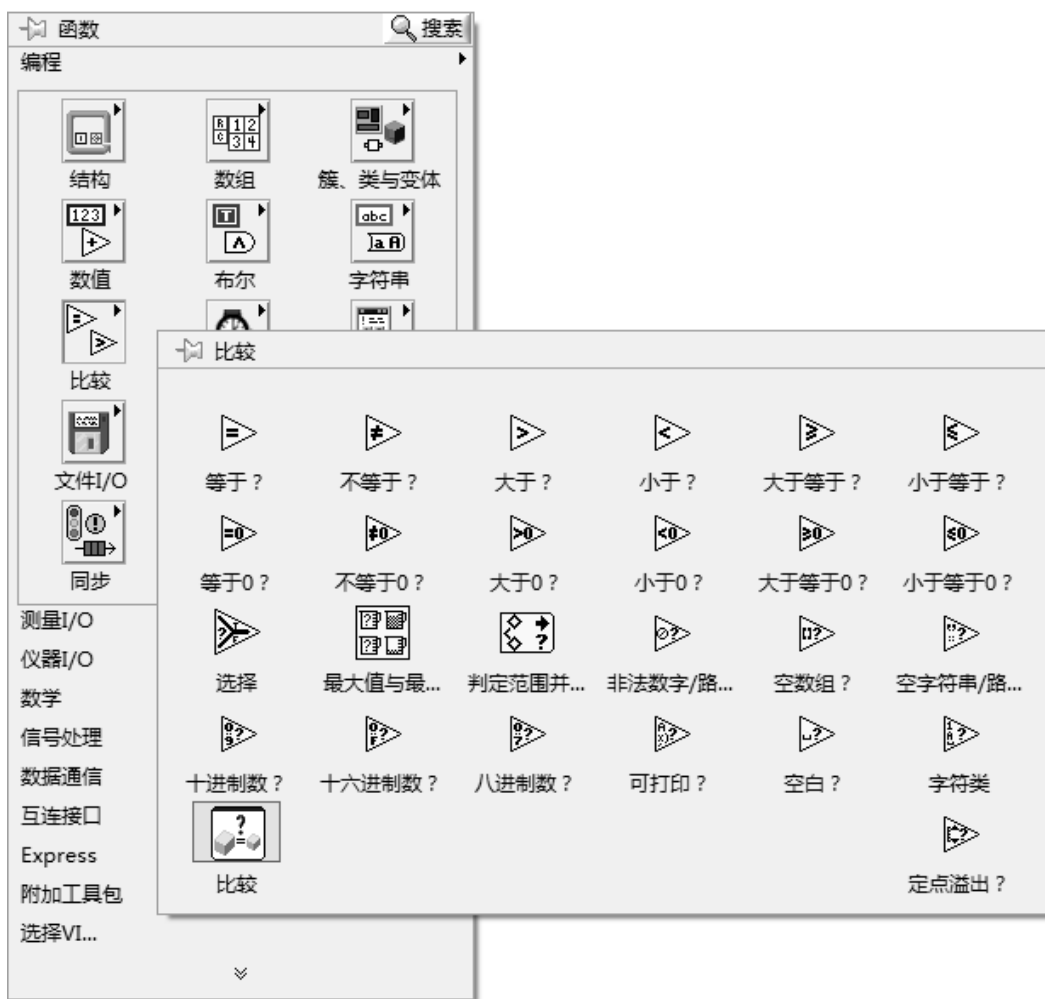 函数 搜索
编程
结构 数组 簇、类与变体
数值 布尔 字符串
比较
文件I/O
同步
测量I/O
仪器I/O
数学
信号处理
数据通信
互连接口
Express
附加工具包
选择VI...
比较
等于？ 不等于？ 大于？ 小于？ 大于等于？ 小于等于？
等于0？ 不等于0？ 大于0？ 小于0？ 大于等于0？ 小于等于0？
选择 最大值与最... 判定范围并... 非法数字/路... 空数组？ 空字符串/路...
十进制数？ 十六进制数？ 八进制数？ 可打印？ 空白？ 字符类
比较 定点溢出？